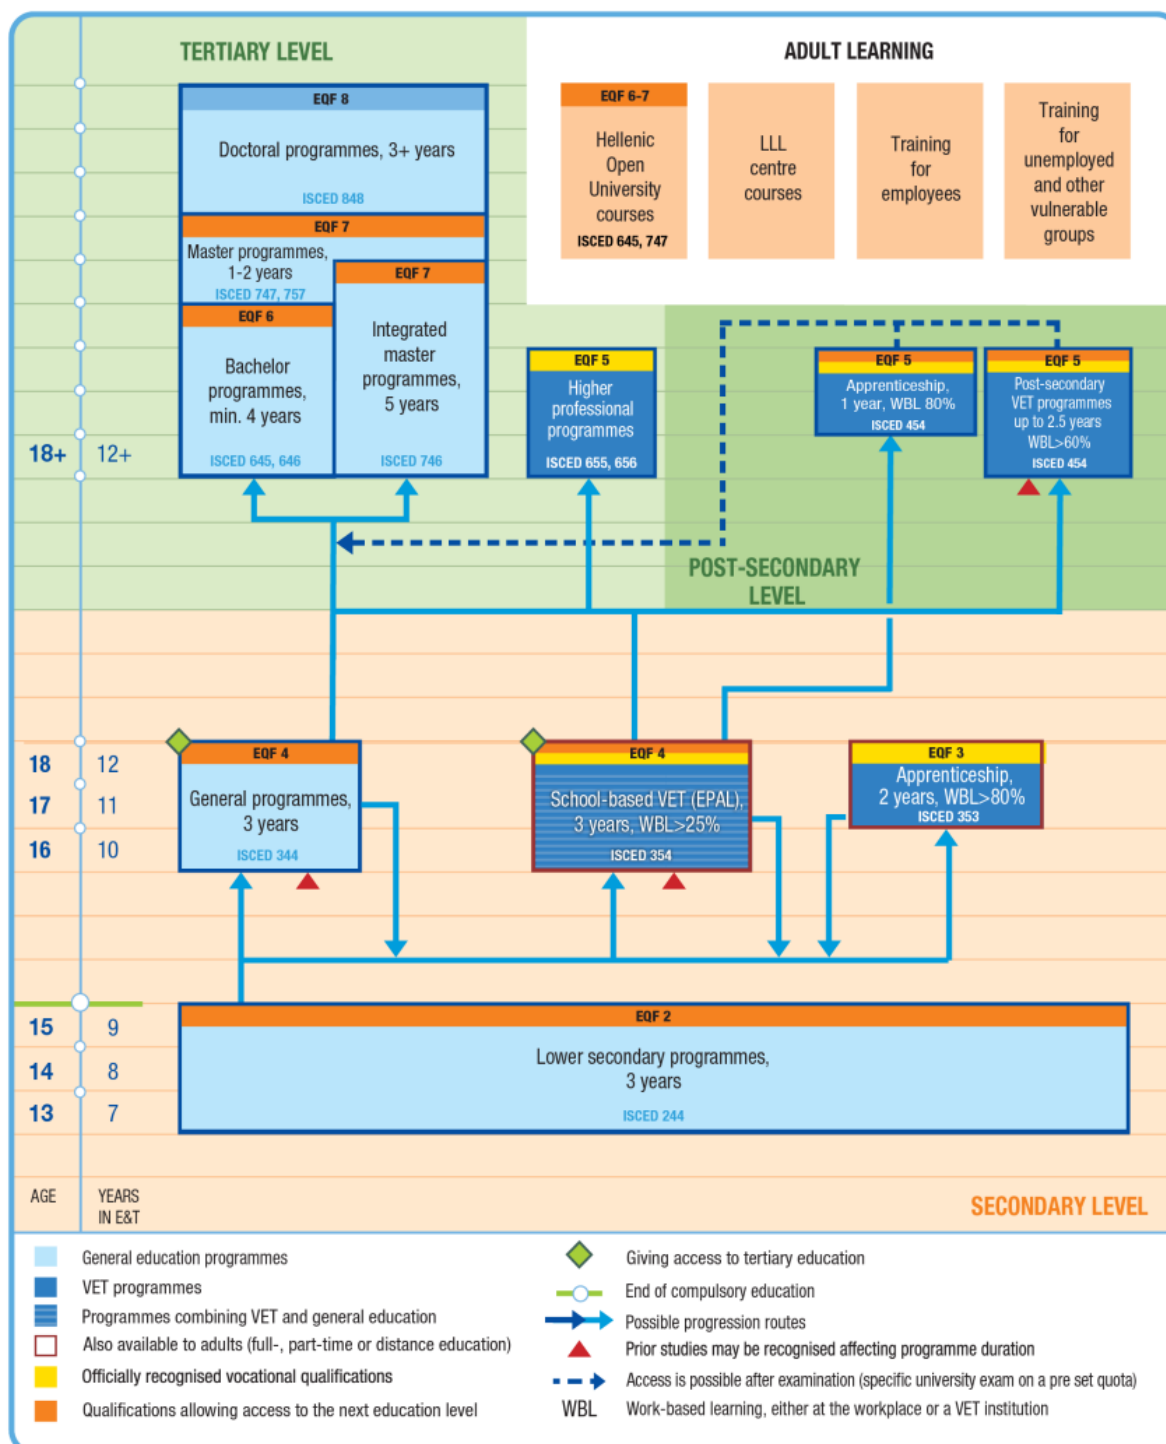 TERTIARY LEVEL
ADULT LEARNING
EQF 8
Doctoral programmes, 3+ years
ISCED 848
EQF 7
Master programmes,
1-2 years
ISCED 747, 757
EQF 7
Integrated
master
programmes,
5 years
ISCED 746
EQF 6
Bachelor
programmes,
min. 4 years
ISCED 645, 646
EQF 6-7
Hellenic
Open
University
courses
ISCED 645, 747
LLL
centre
courses
Training
for
employees
Training
for
unemployed
and other
vulnerable
groups
EQF 5
Higher
professional
programmes
ISCED 655, 656
EQF 5
Apprenticeship,
1 year, WBL 80%
ISCED 454
EQF 5
Post-secondary
VET programmes
up to 2.5 years
WBL>60%
ISCED 454
18+ 12+
POST-SECONDARY
LEVEL
18 12
17 11
16 10
EQF 4
General programmes,
3 years
ISCED 344
EQF 4
School-based VET (EPAL),
3 years, WBL>25%
ISCED 354
EQF 3
Apprenticeship,
2 years, WBL>80%
ISCED 353
15 9
14 8
13 7
EQF 2
Lower secondary programmes,
3 years
ISCED 244
AGE
YEARS
IN E&T
SECONDARY LEVEL
General education programmes
VET programmes
Programmes combining VET and general education
Also available to adults (full-, part-time or distance education)
Officially recognised vocational qualifications
Qualifications allowing access to the next education level
Giving access to tertiary education
End of compulsory education
Possible progression routes
Prior studies may be recognised affecting programme duration
Access is possible after examination (specific university exam on a pre set quota)
WBL Work-based learning, either at the workplace or a VET institution